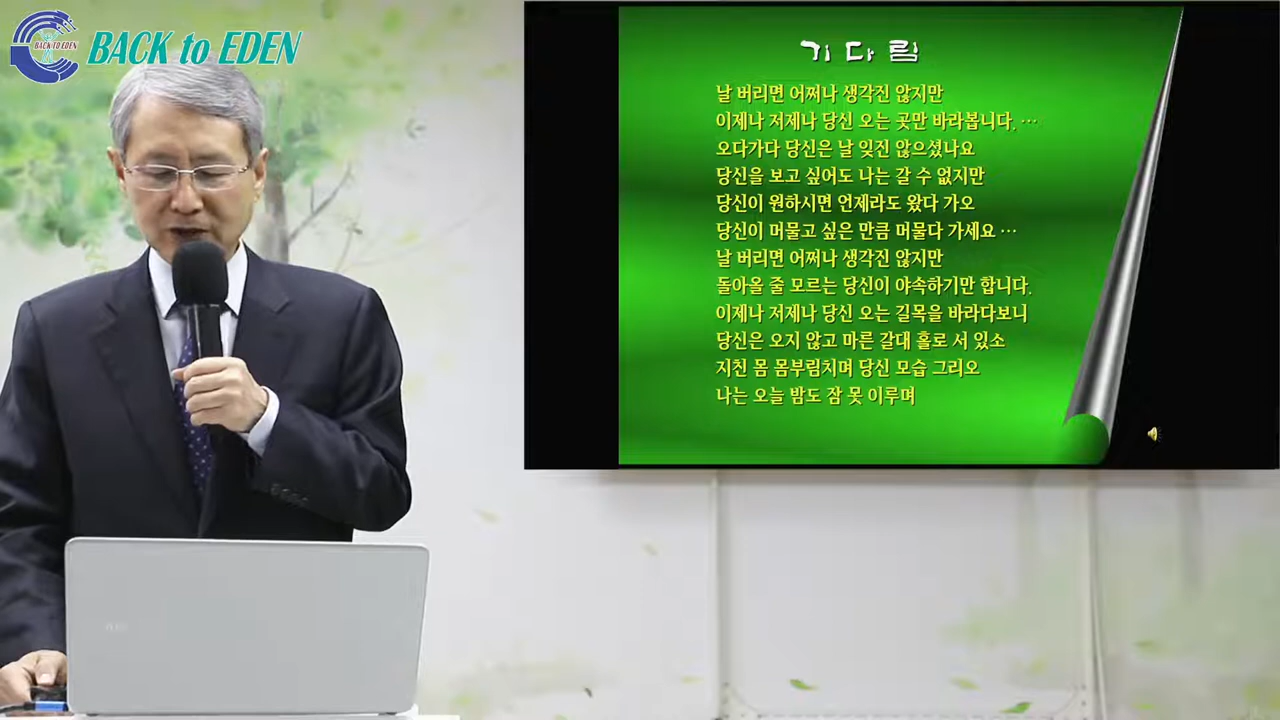 BACK TO EDEN
BACK to EDEN
기다림
날 버리면 어쩌나 생각진 않지만
이제나 저제나 당신 오는 곳만 바라봅니다. …
오다가다 당신은 날 잊진 않으셨나요
당신을 보고 싶어도 나는 갈 수 없지만
당신이 원하시면 언제라도 왔다 가오
당신이 머물고 싶은 만큼 머물다 가세요 …
날 버리면 어쩌나 생각진 않지만
돌아올 줄 모르는 당신이 야속하기만 합니다.
이제나 저제나 당신 오는 길목을 바라다보니
당신은 오지 않고 마른 갈대 홀로 서 있소
지친 몸 몸부림치며 당신 모습 그리오
나는 오늘 밤도 잠 못 이루며